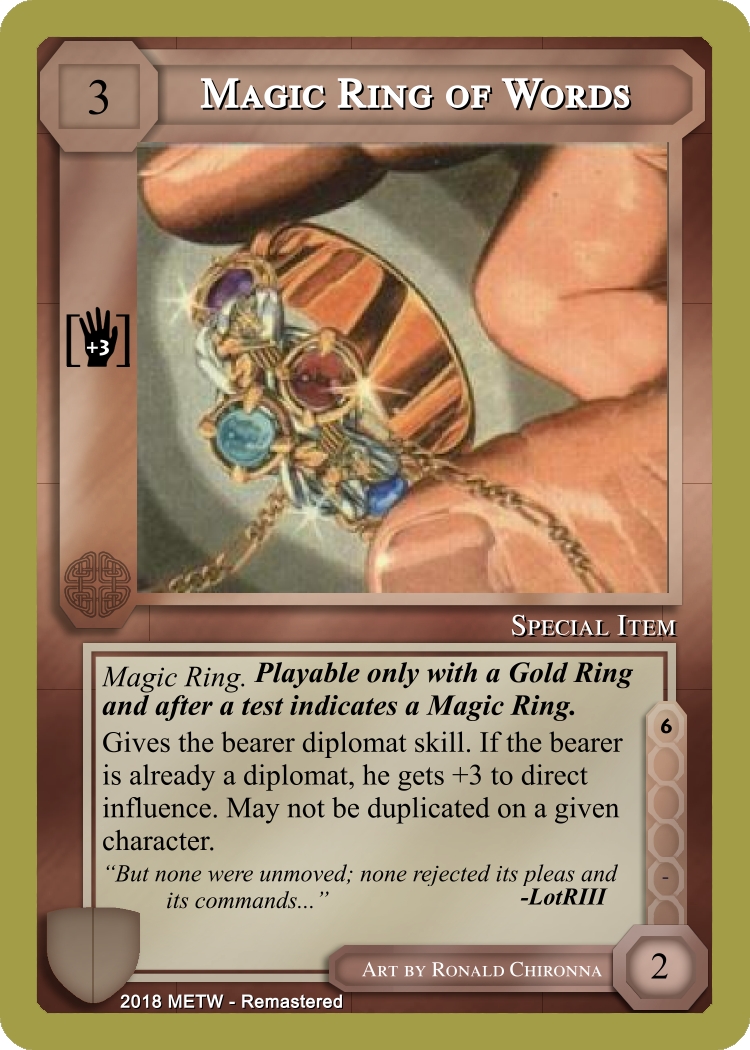 3
Magic Ring of Words
[+3]
Special Item
Magic Ring. Playable only with a Gold Ring
and after a test indicates a Magic Ring.
Gives the bearer diplomat skill. If the bearer
is already a diplomat, he gets +3 to direct
influence. May not be duplicated on a given
character.
“But none were unmoved; none rejected its pleas and
its commands...” -LotRIII
6
-
Art by Ronald Chironna
2
2018 METW - Remastered